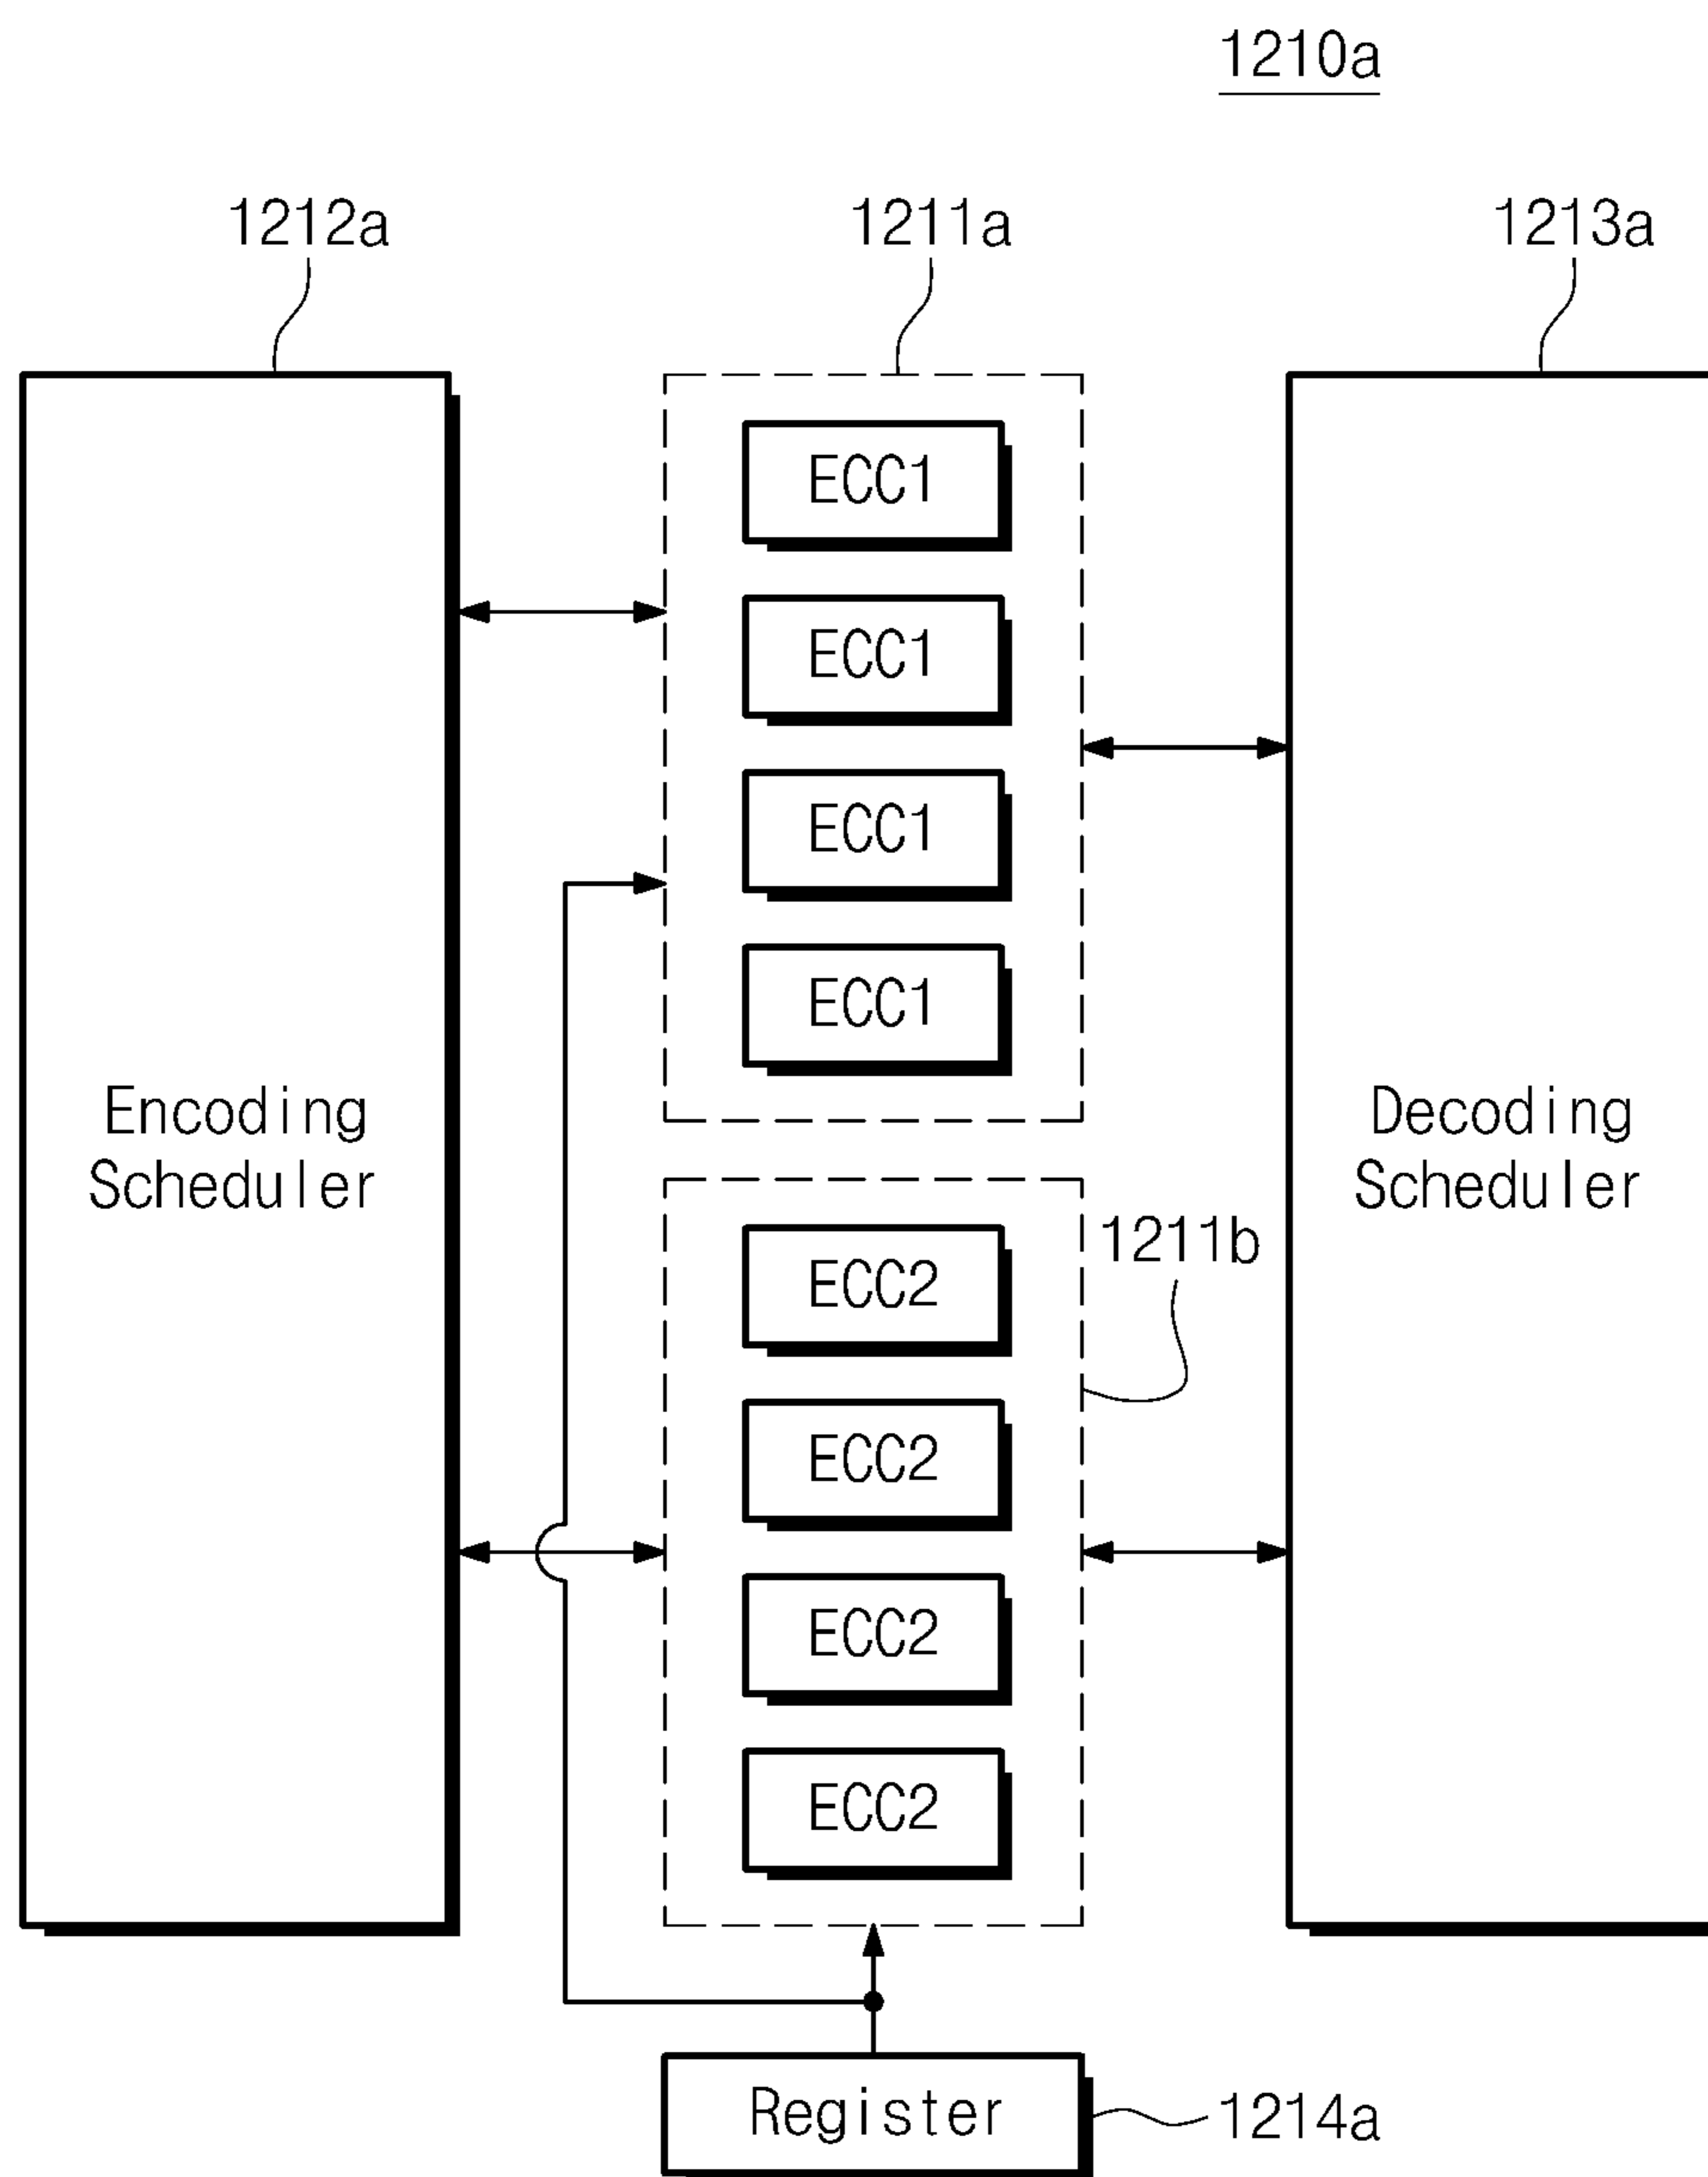 1210a
1212a
1211a
1213a
ECC1
ECC1
ECC1
ECC1
Encoding
Scheduler
Decoding
Scheduler
1211b
ECC2
ECC2
ECC2
ECC2
Register
1214a